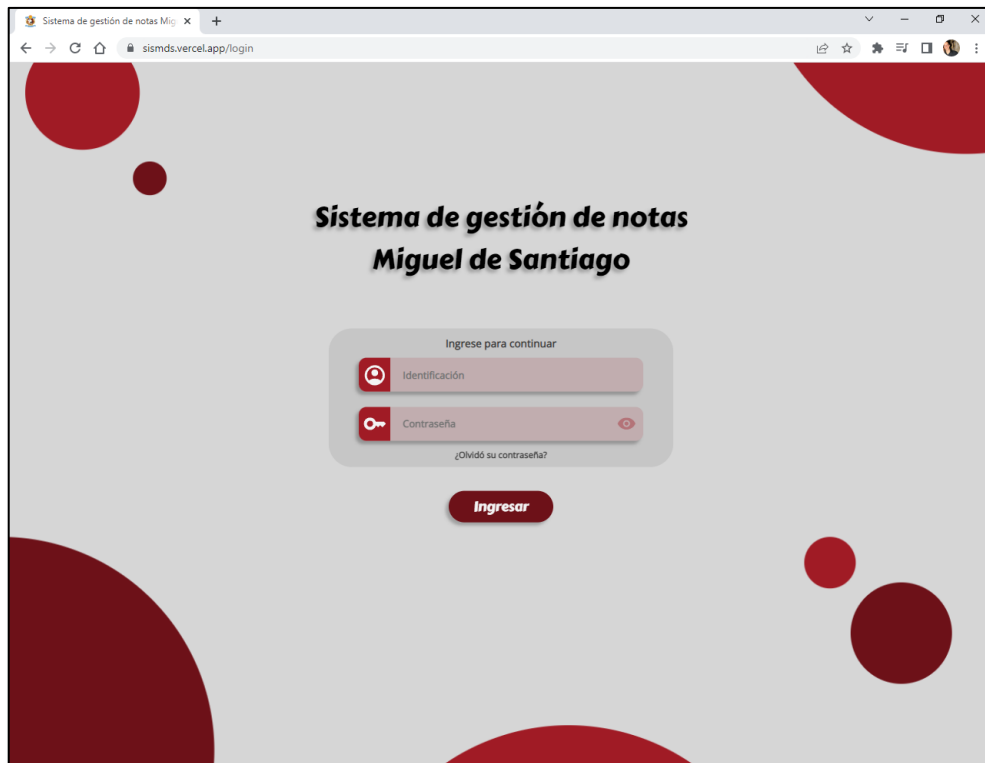 Sistema de gestión de notas Mig
sismds.vercel.app/login
Sistema de gestión de notas
Miguel de Santiago
Ingrese para continuar
Identificación
Contraseña
¿Olvidó su contraseña?
Ingresar